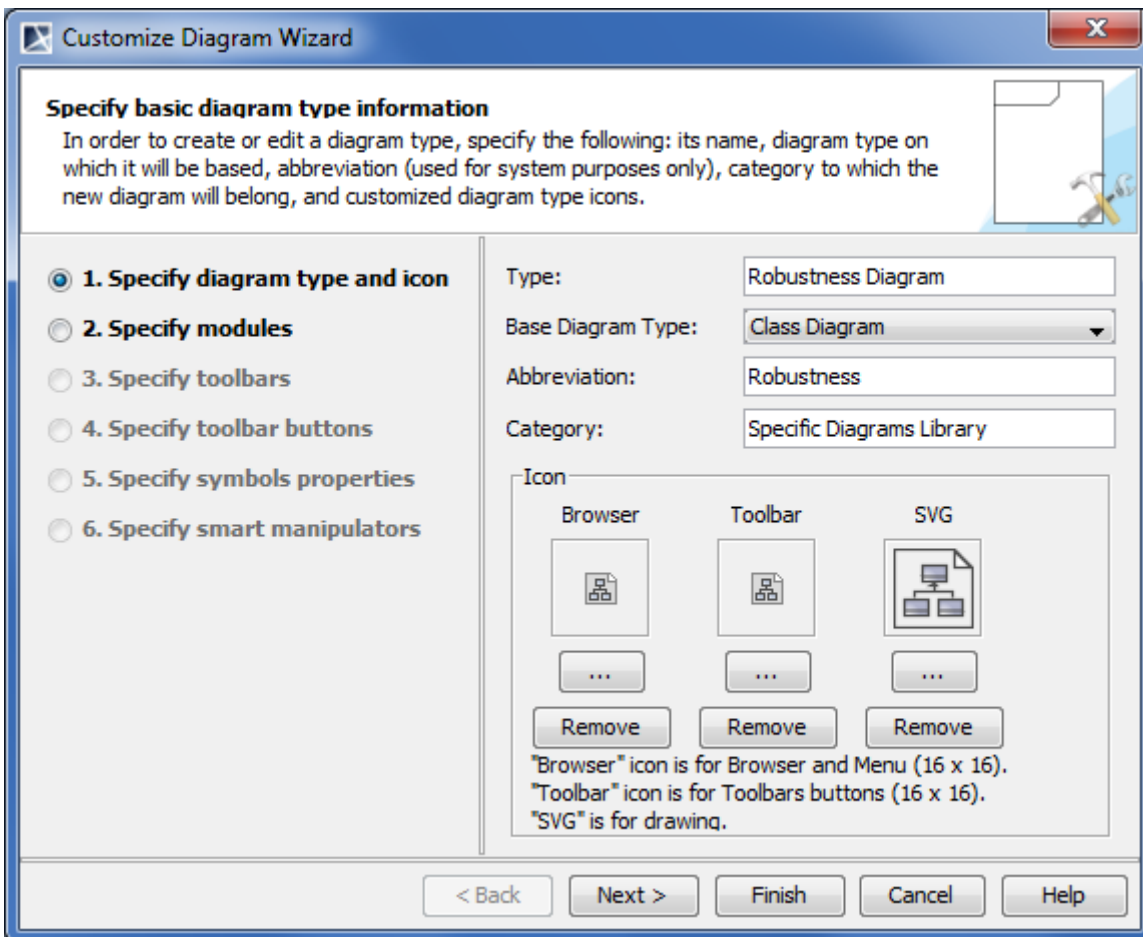 Customize Diagram Wizard
Specify basic diagram type information
In order to create or edit a diagram type, specify the following: its name, diagram type on
which it will be based, abbreviation (used for system purposes only), category to which the
new diagram will belong, and customized diagram type icons.
1. Specify diagram type and icon
2. Specify modules
3. Specify toolbars
4. Specify toolbar buttons
5. Specify symbols properties
6. Specify smart manipulators
Type: Robustness Diagram
Base Diagram Type: Class Diagram
Abbreviation: Robustness
Category: Specific Diagrams Library
Icon
Browser Toolbar SVG
... ... ...
Remove Remove Remove
"Browser" icon is for Browser and Menu (16 x 16).
"Toolbar" icon is for Toolbars buttons (16 x 16).
"SVG" is for drawing.
< Back Next > Finish Cancel Help